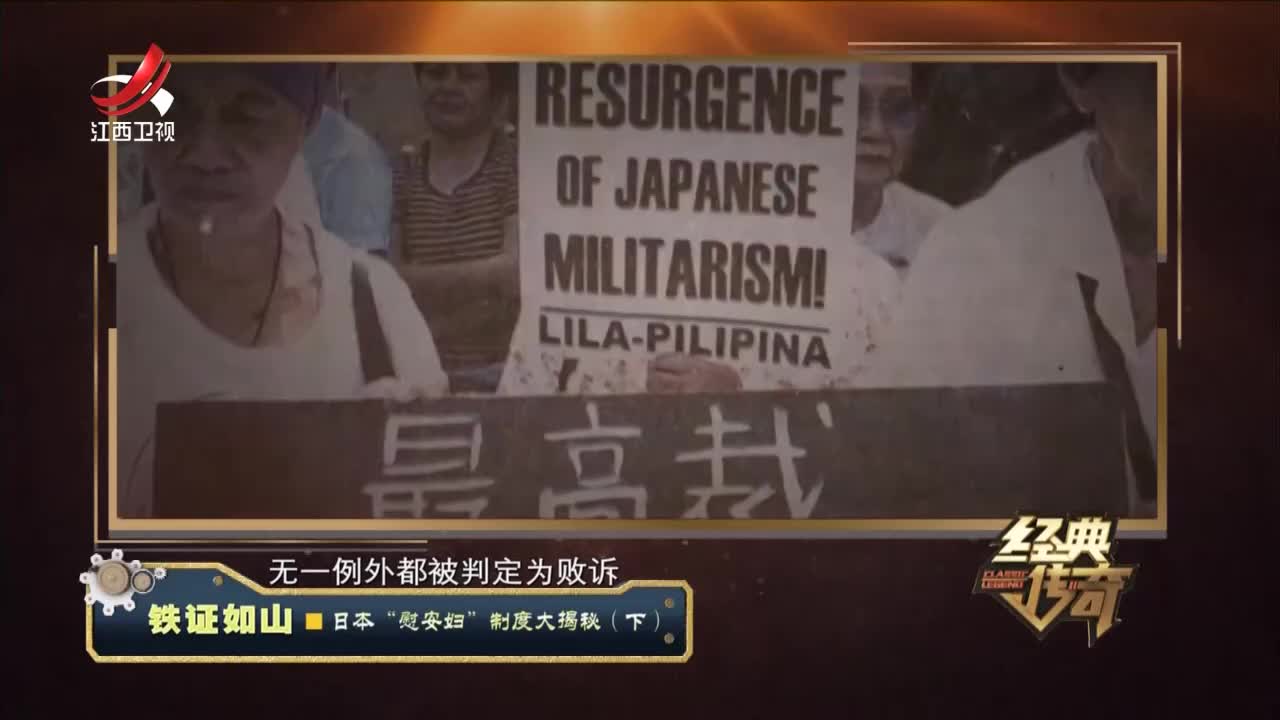 江西卫视
RESURGENCE
OF JAPANESE
MILITARISM!
LILA-PILIPINA
最高裁
无一例外都被判定为败诉
铁证如山 日本“慰安妇”制度大揭秘（下）
经典
CLASSIC
LEGEND
传奇